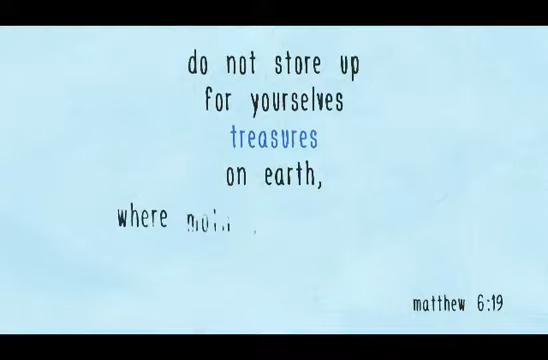 do not store up
for yourselves
treasures
on earth,
where
matthew 6:19